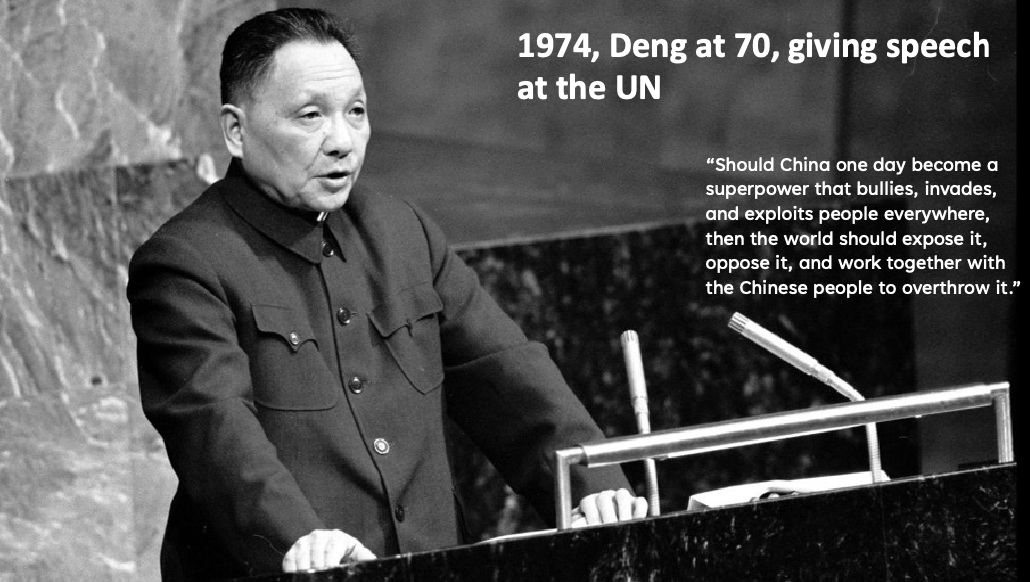 1974, Deng at 70, giving speech
at the UN
“Should China one day become a
superpower that bullies, invades,
and exploits people everywhere,
then the world should expose it,
oppose it, and work together with
the Chinese people to overthrow it.”